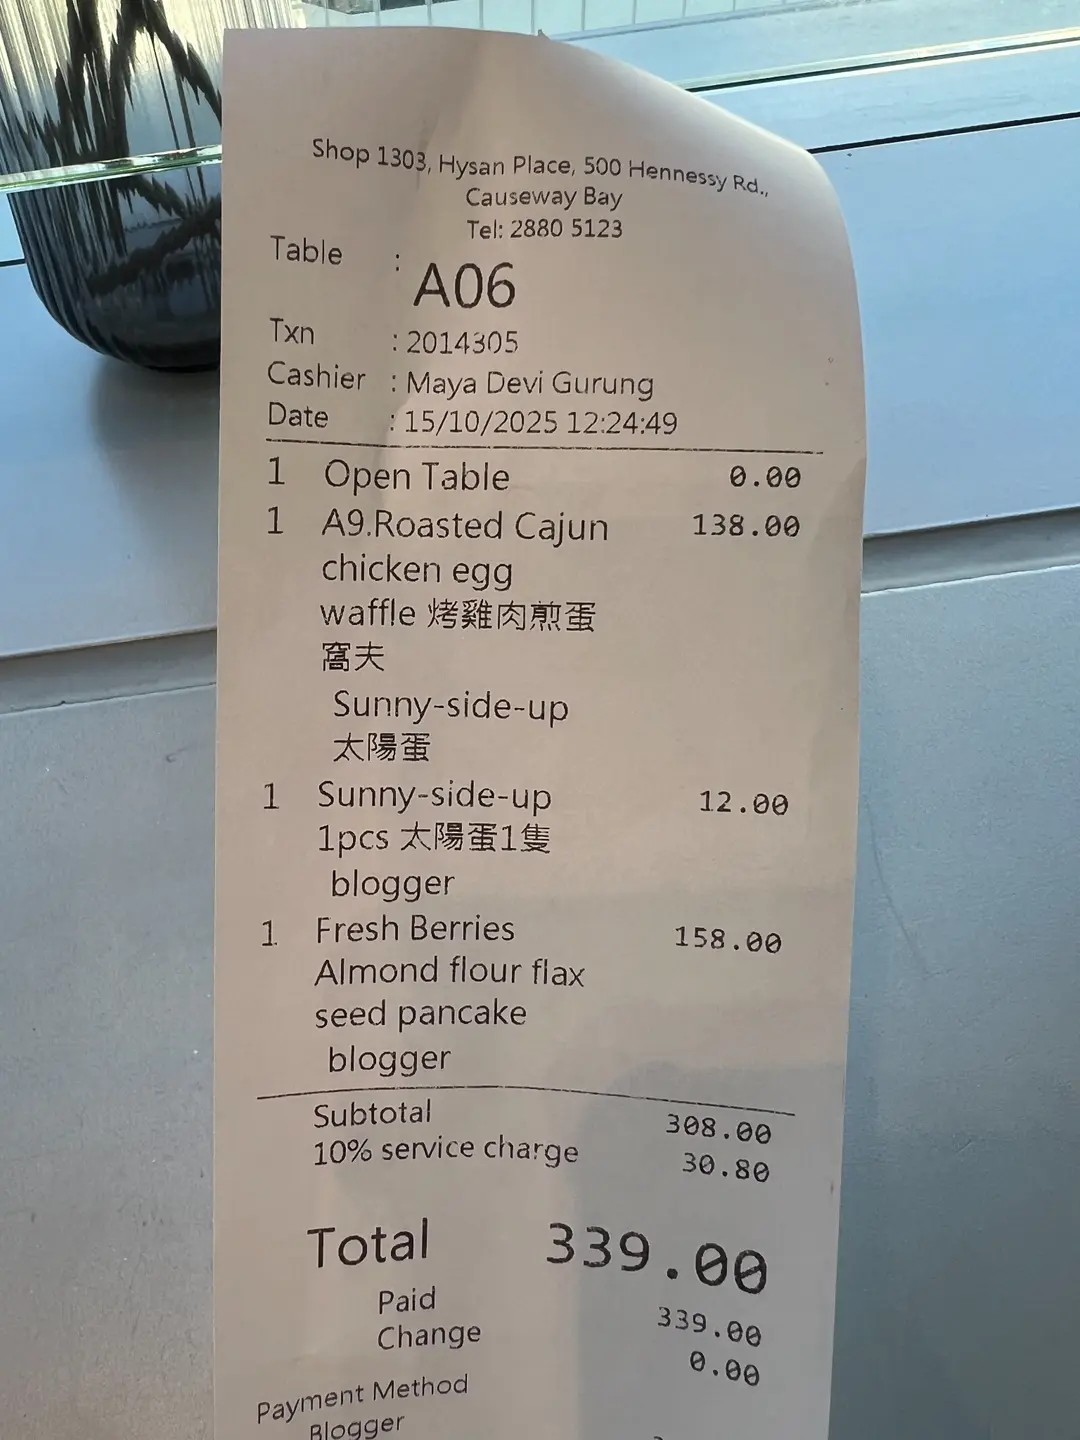 Shop 1303, Hysan Place, 500 Hennessy Rd.,
Causeway Bay
Tel: 2880 5123
Table : A06
Txn : 2014305
Cashier : Maya Devi Gurung
Date : 15/10/2025 12:24:49
1 Open Table 0.00
1 A9.Roasted Cajun 138.00
chicken egg
waffle 烤雞肉煎蛋
窩夫
Sunny-side-up
太陽蛋
1 Sunny-side-up 12.00
1pcs 太陽蛋1隻
blogger
1 Fresh Berries 158.00
Almond flour flax
seed pancake
blogger
Subtotal 308.00
10% service charge 30.80
Total 339.00
Paid 339.00
Change 0.00
Payment Method
Blogger